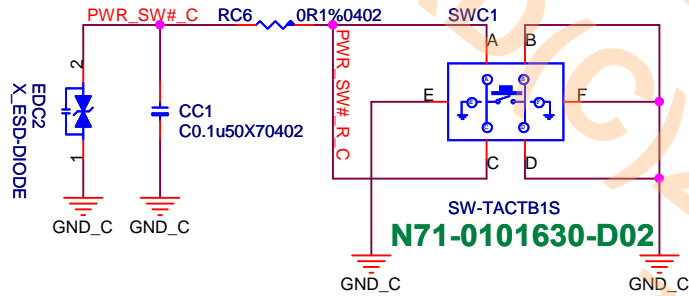 PWR_SW#_C
RC6
0R1%0402
SWC1
A
B
2
EDC2
X_ESD-DIODE
1
CC1
C0.1u50X70402
PWR_SW#_R_C
E
F
C
D
SW-TACTB1S
N71-0101630-D02
GND_C
GND_C
GND_C
GND_C